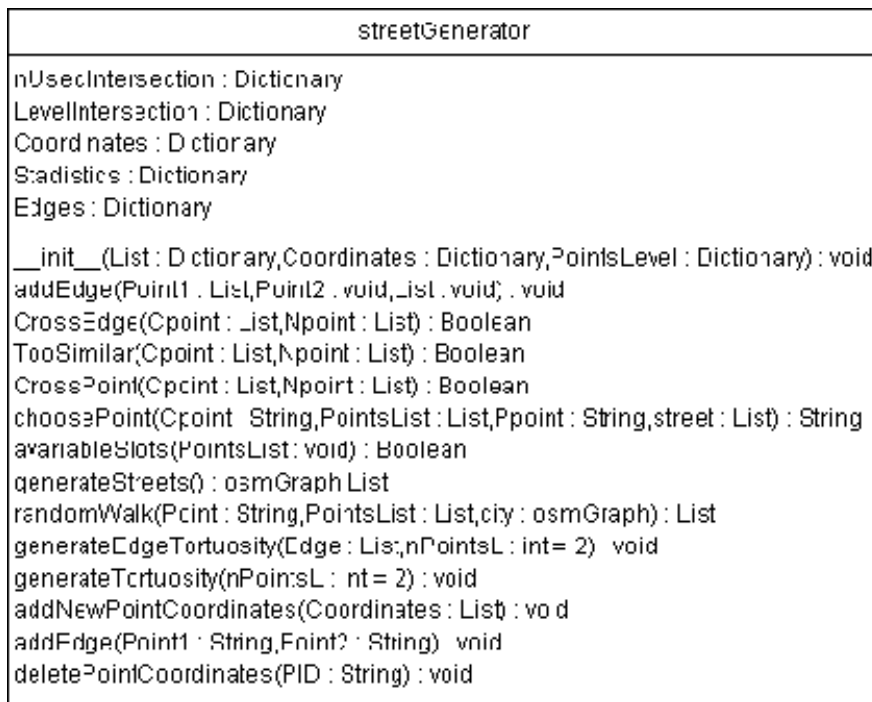 streetGenerator
nUsedIntersection : Dictionary
LevelIntersection : Dictionary
Coordinates : Dictionary
Stadistics : Dictionary
Edges : Dictionary
__init__(List : Dictionary,Coordinates : Dictionary,PointsLevel : Dictionary) : void
addEdge(Point1 : List,Point2 : void,List : void) : void
CrossEdge(Cpoint : List,Npoint : List) : Boolean
TooSimilar(Cpoint : List,Npoint : List) : Boolean
CrossPoint(Cpoint : List,Npoint : List) : Boolean
choosePoint(Cpoint : String,PointsList : List,Ppoint : String,street : List) : String
avariableSlots(PointsList : void) : Boolean
generateStreets() : osmGraph,List
randomWalk(Point : String,PointsList : List,city : osmGraph) : List
generateEdgeTortuosity(Edge : List,nPointsL : int = 2) : void
generateTortuosity(nPointsL : int = 2) : void
addNewPointCoordinates(Coordinates : List) : void
addEdge(Point1 : String,Point2 : String) : void
deletePointCoordinates(PID : String) : void